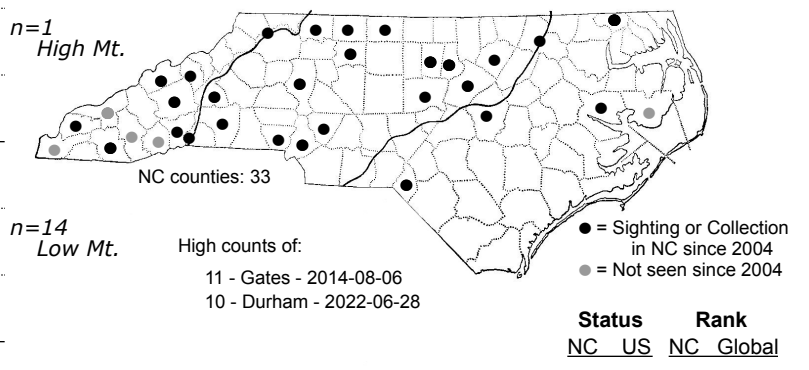 n=1
High Mt.
NC counties: 33
n=14
Low Mt.
High counts of:
11 - Gates - 2014-08-06
10 - Durham - 2022-06-28
● = Sighting or Collection
in NC since 2004
● = Not seen since 2004
Status Rank
NC US NC Global